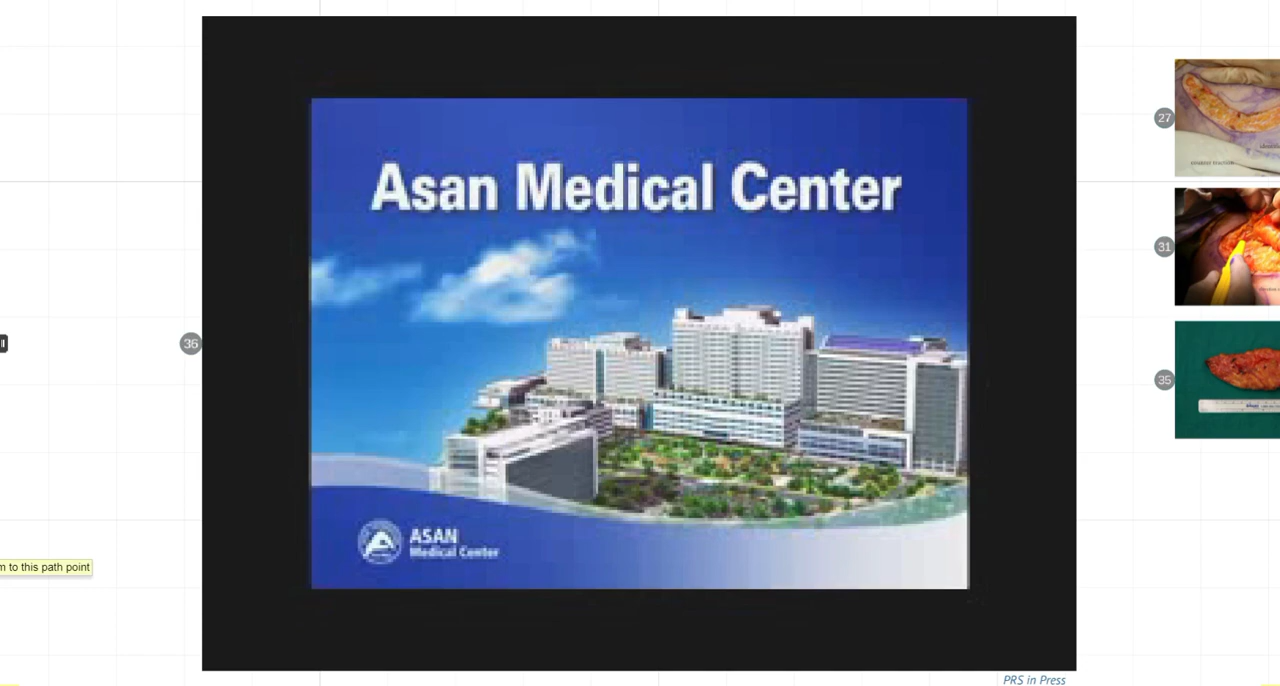 Asan Medical Center
ASAN
Medical Center
36
27
31
35
m to this path point
PRS in Press